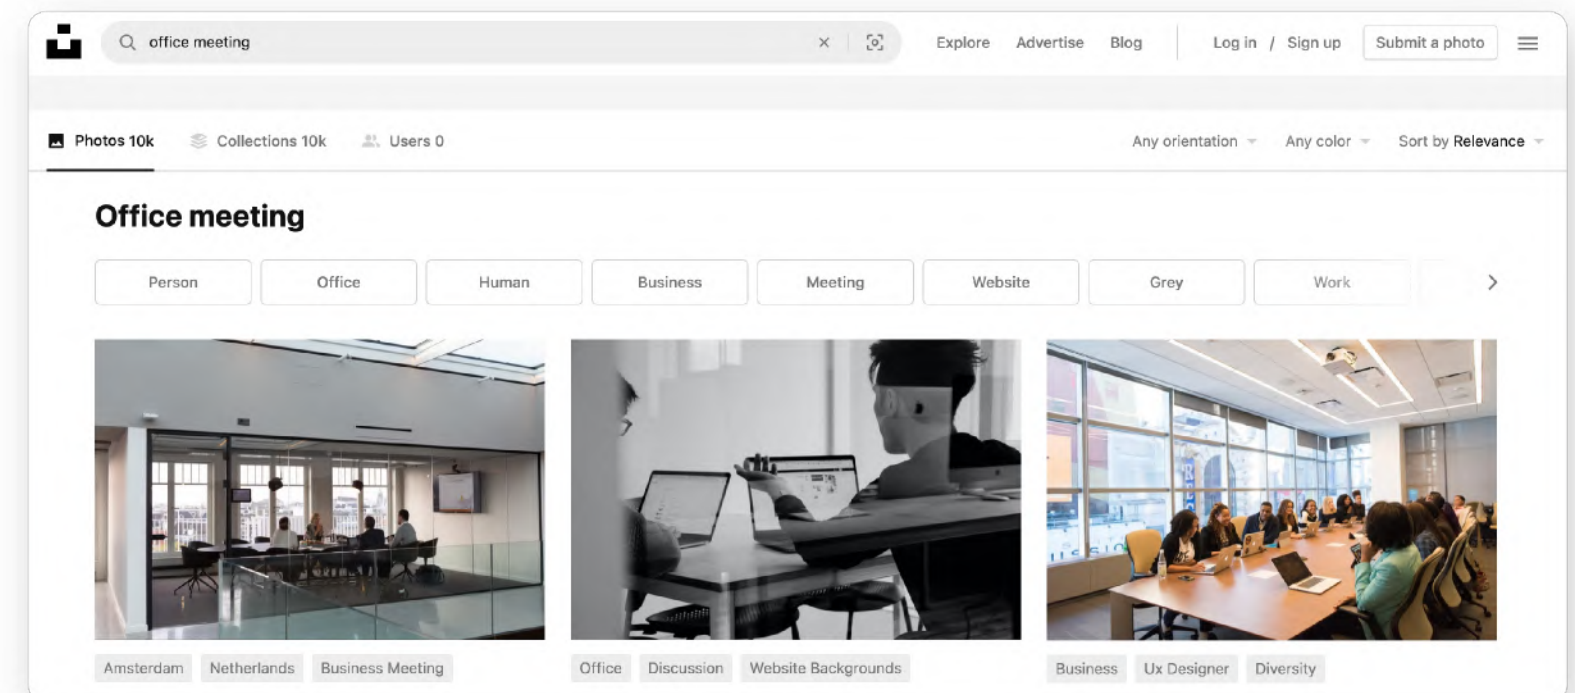 office meeting
Explore Advertise Blog Log in / Sign up Submit a photo
Photos 10k Collections 10k Users 0 Any orientation Any color Sort by Relevance
Office meeting
Person Office Human Business Meeting Website Grey Work
Amsterdam Netherlands Business Meeting Office Discussion Website Backgrounds Business Ux Designer Diversity